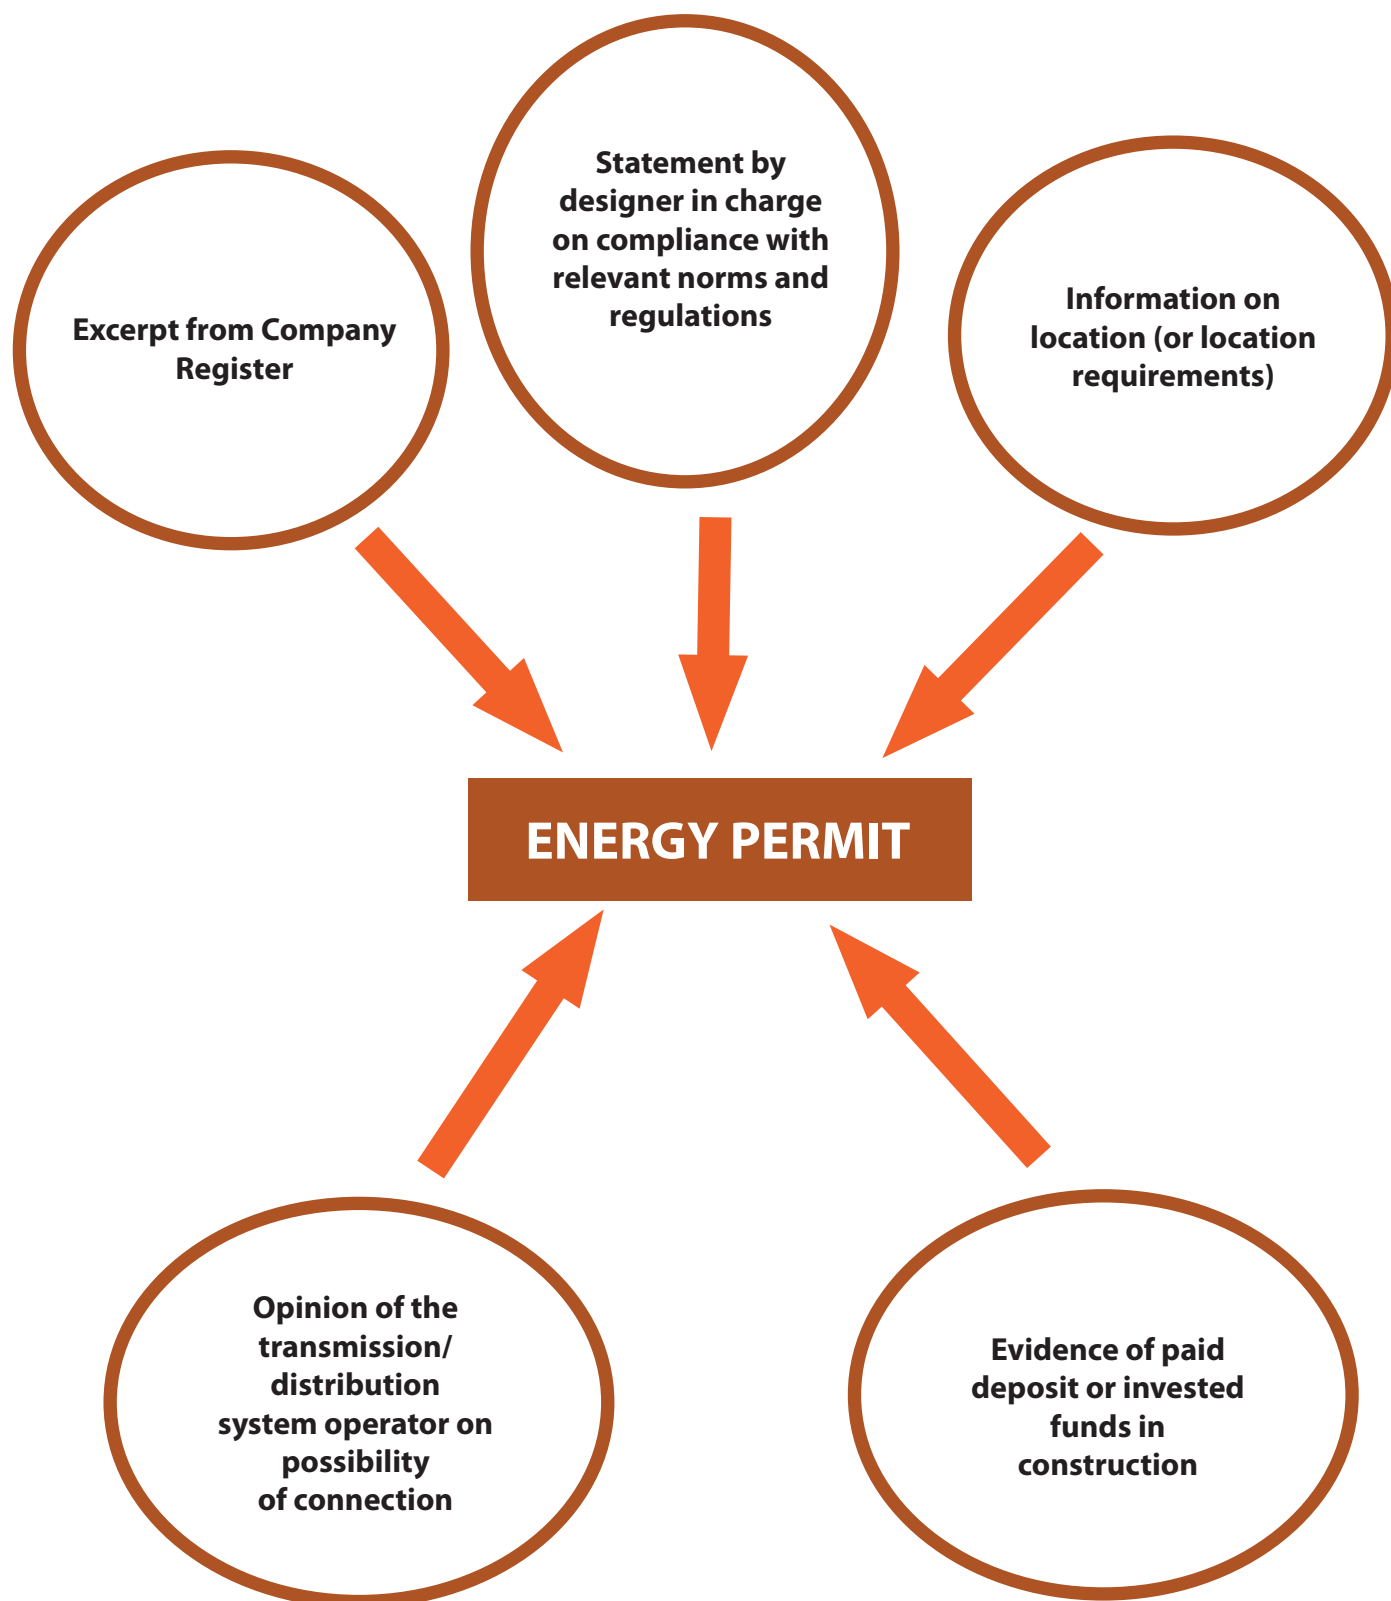 Statement by
designer in charge
on compliance with
relevant norms and
regulations
Excerpt from Company
Register
Information on
location (or location
requirements)
ENERGY PERMIT
Opinion of the
transmission/
distribution
system operator on
possibility
of connection
Evidence of paid
deposit or invested
funds in
construction